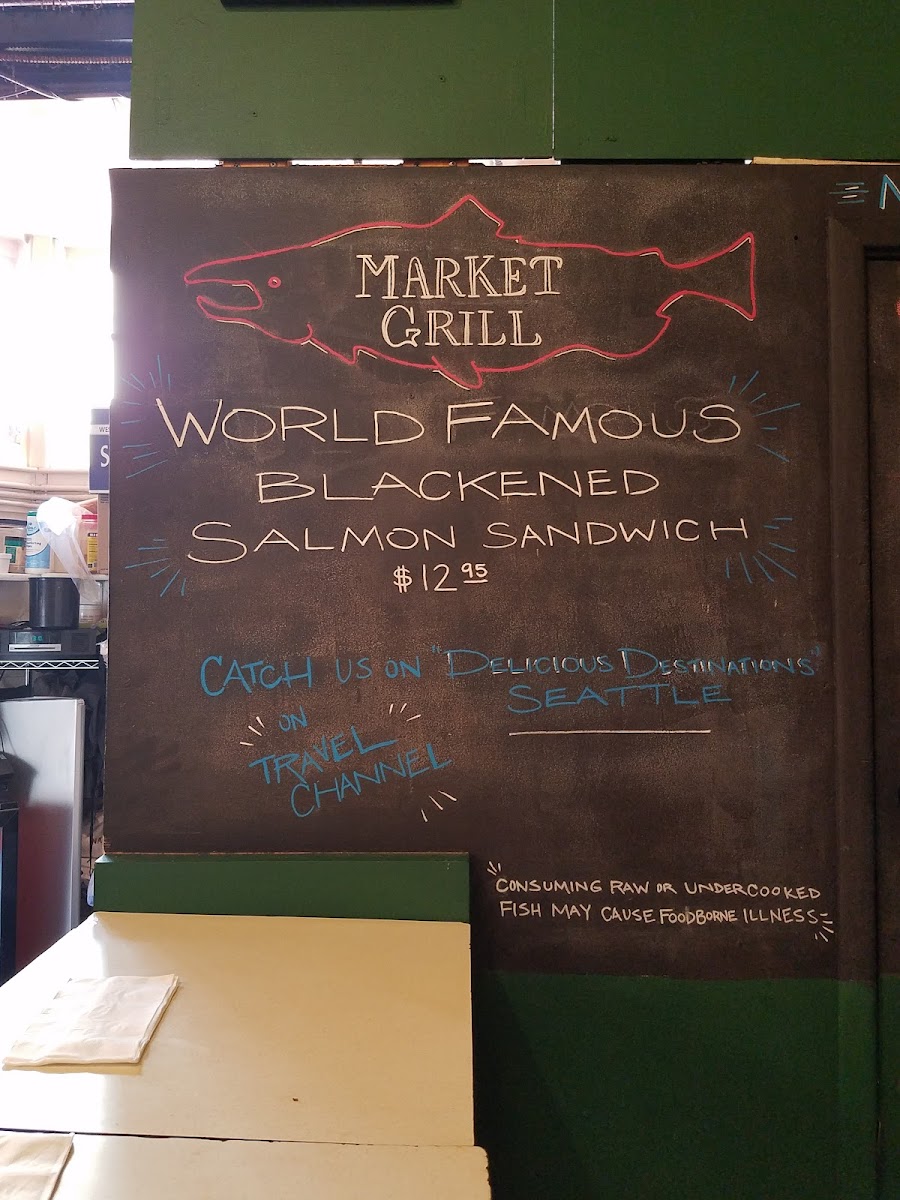 MARKET
GRILL
WORLD FAMOUS
BLACKENED
SALMON SANDWICH
$12 95
CATCH US ON "DELICIOUS DESTINATIONS"
SEATTLE
ON
TRAVEL
CHANNEL
CONSUMING RAW OR UNDERCOOKED
FISH MAY CAUSE FOODBORNE ILLNESS